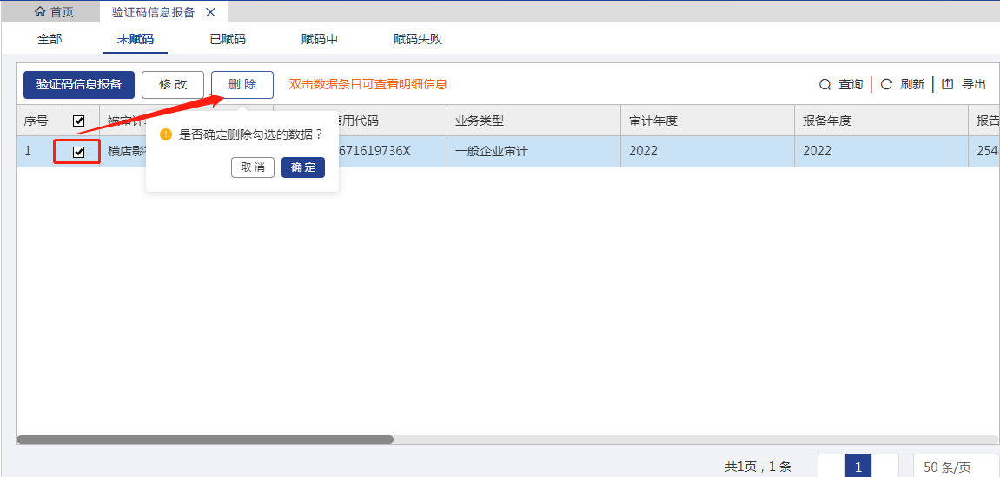 首页 验证码信息报备
全部 未赋码 已赋码 赋码中 赋码失败
验证码信息报备 修 改 删 除 双击数据条目可查看明细信息 查询 刷新 导出
序号 被审计 信用代码 业务类型 审计年度 报备年度 报告
1 横店影 671619736X 一般企业审计 2022 2022 254
是否确定删除勾选的数据？
取 消 确 定
共1页，1 条 1 50 条/页